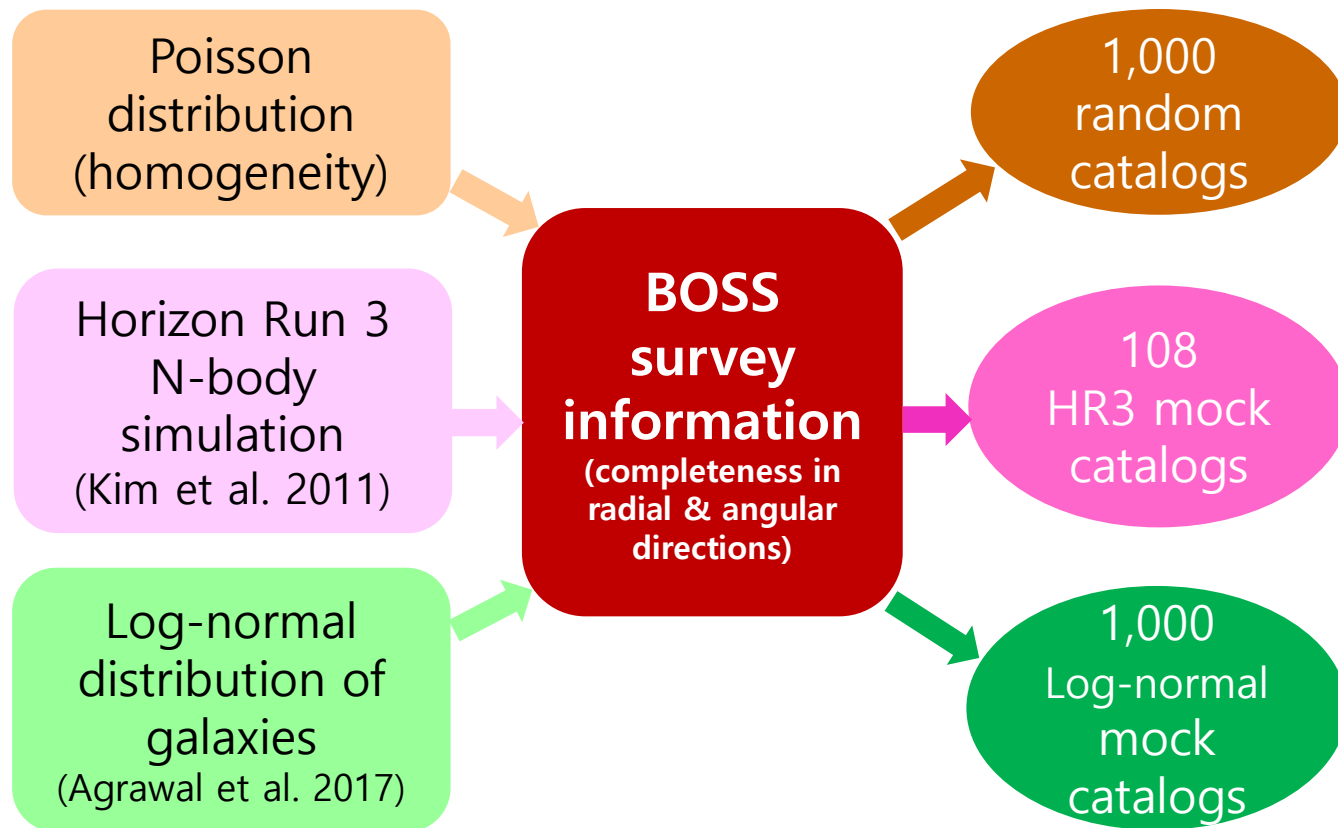 Poisson
distribution
(homogeneity)
Horizon Run 3
N-body
simulation
(Kim et al. 2011)
Log-normal
distribution of
galaxies
(Agrawal et al. 2017)
BOSS
survey
information
(completeness in
radial & angular
directions)
1,000
random
catalogs
108
HR3 mock
catalogs
1,000
Log-normal
mock
catalogs